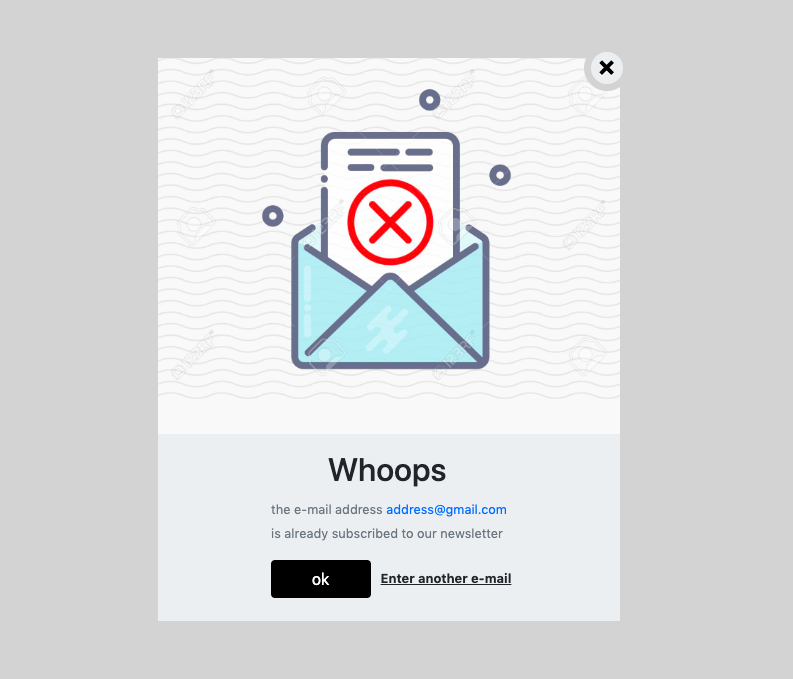 Whoops
the e-mail address address@gmail.com
is already subscribed to our newsletter
ok
Enter another e-mail